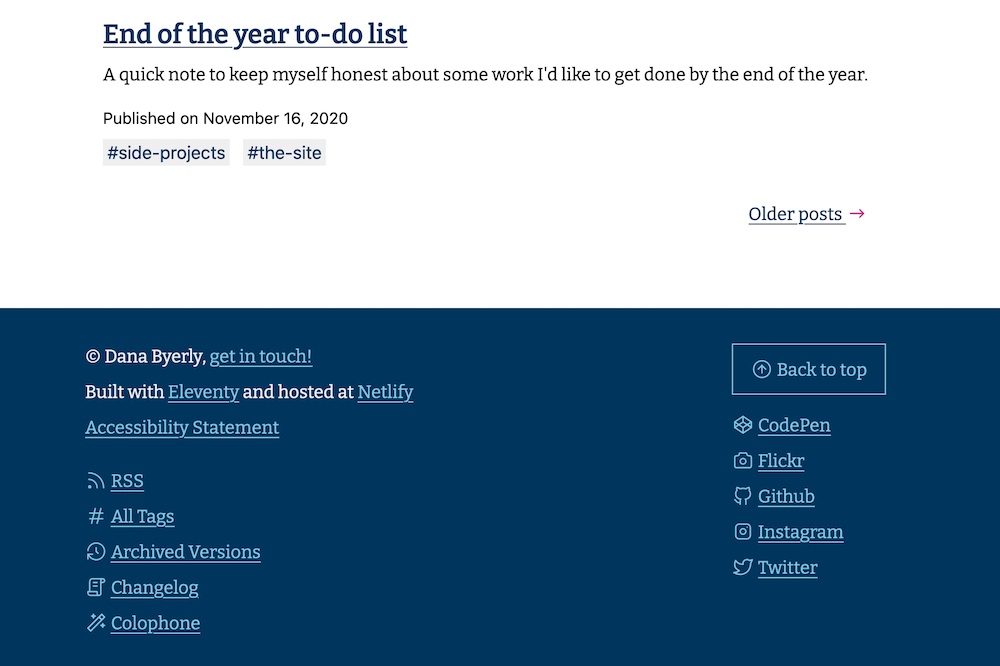 End of the year to-do list
A quick note to keep myself honest about some work I'd like to get done by the end of the year.
Published on November 16, 2020
#side-projects #the-site
Older posts →
© Dana Byerly, get in touch!
Built with Eleventy and hosted at Netlify
Accessibility Statement
RSS
All Tags
Archived Versions
Changelog
Colophone
Back to top
CodePen
Flickr
Github
Instagram
Twitter